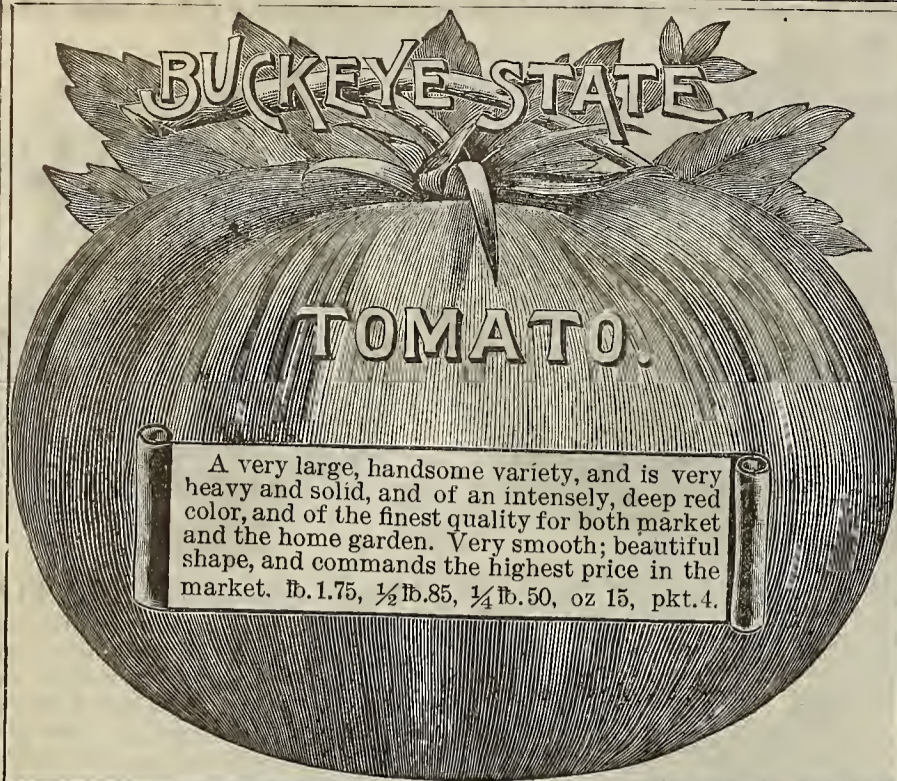 BUCKEYE STATE
TOMATO.
A very large, handsome variety, and is very
heavy and solid, and of an intensely, deep red
color, and of the finest quality for both market
and the home garden. Very smooth; beautiful
shape, and commands the highest price in the
market. ℔. 1.75, ½℔.85, ¼℔.50, oz 15, pkt.4.